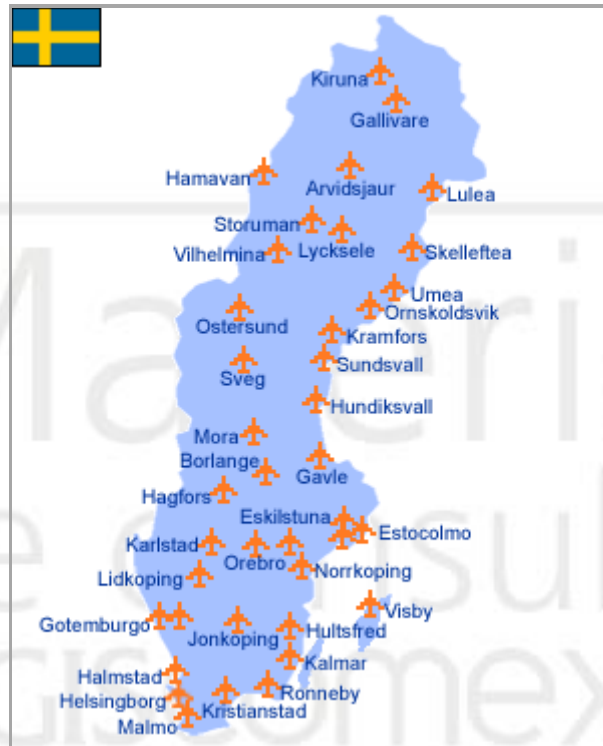 Kiruna
Gallivare
Hamavan
Arvidsjaur
Lulea
Storuman
Lycksele
Vilhelmina
Skelleftea
Umea
Ornskoldsvik
Ostersund
Kramfors
Sundsvall
Sveg
Hundiksvall
Mora
Borlange
Gavle
Hagfors
Eskilstuna
Estocolmo
Karlstad
Orebro
Norrkoping
Lidkoping
Visby
Gotemburgo
Jonkoping
Hultsfred
Kalmar
Halmstad
Ronneby
Helsingborg
Kristianstad
Malmo